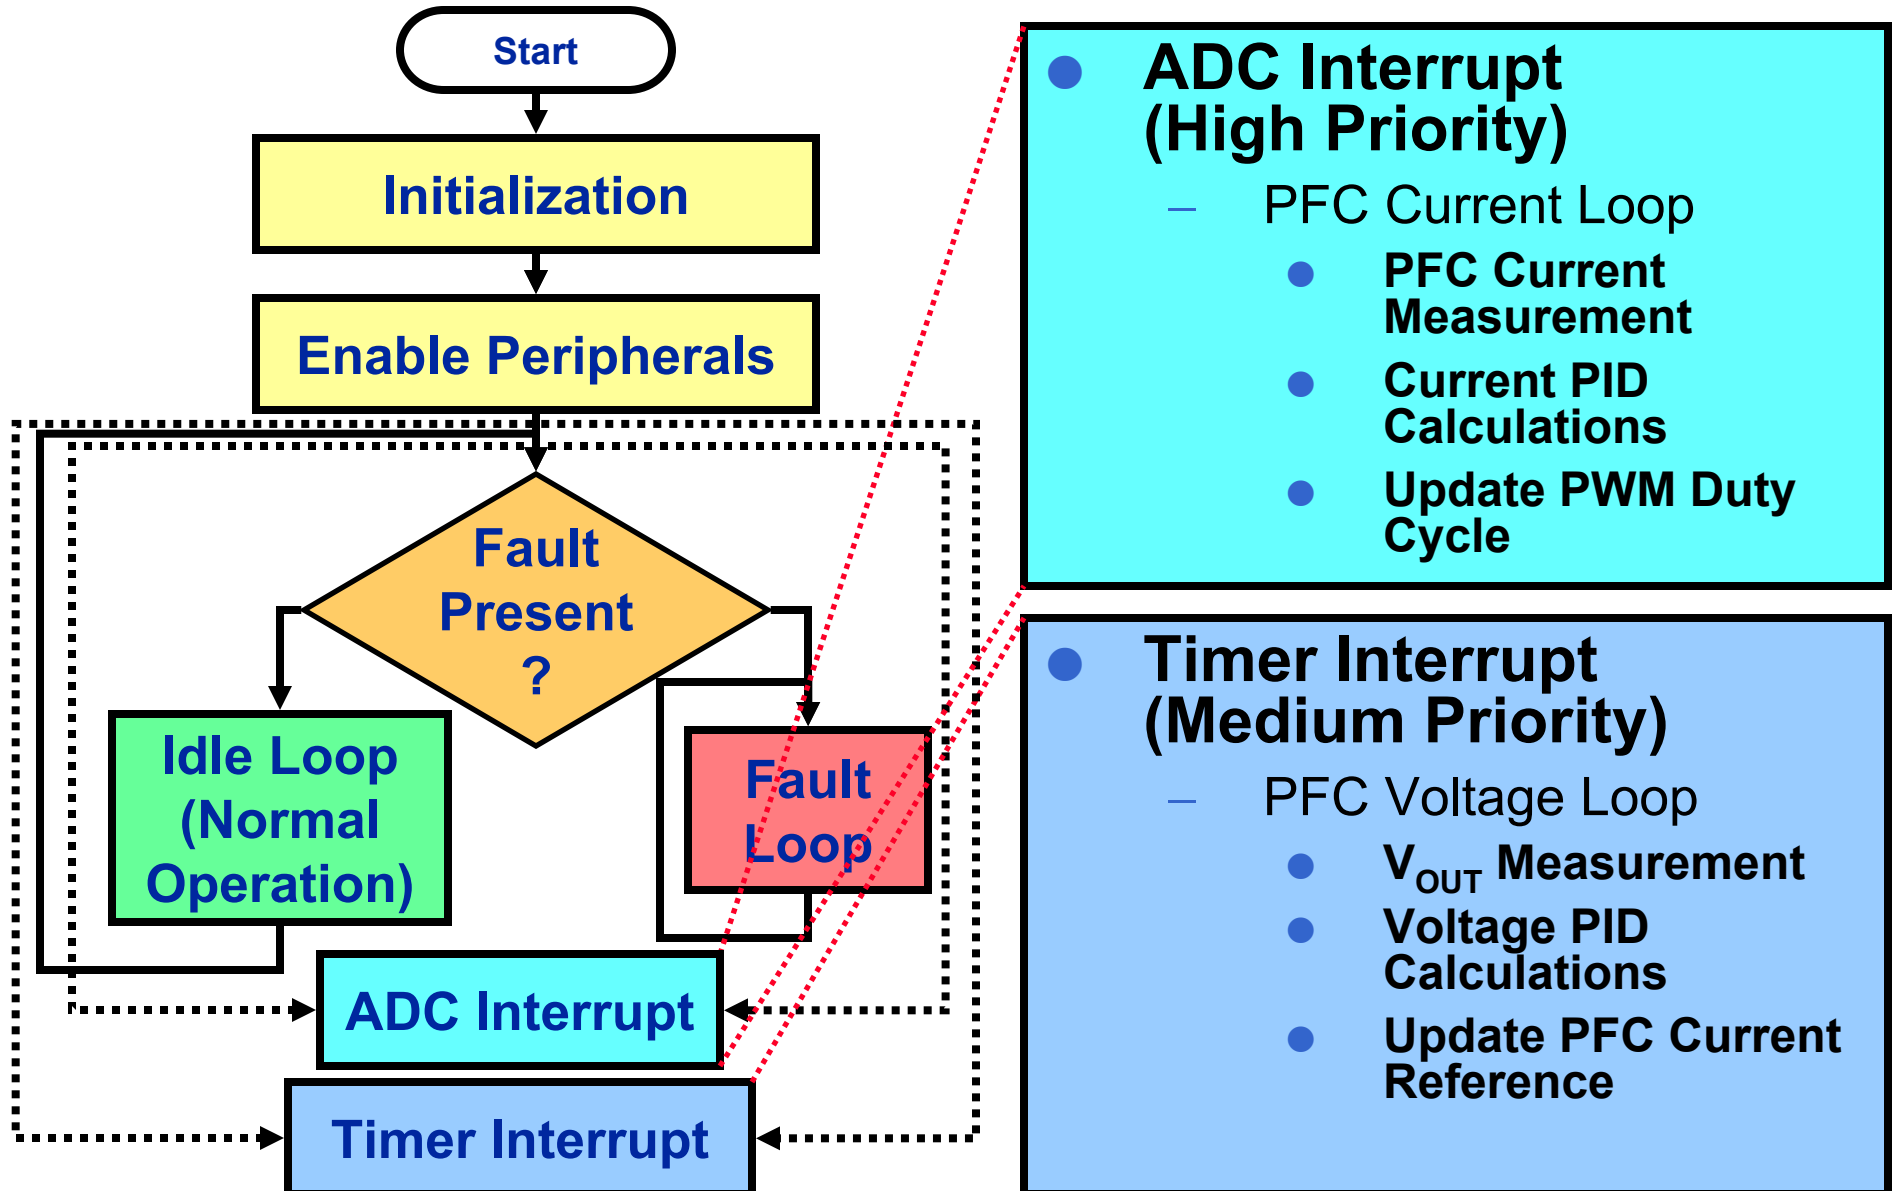 Start
Initialization
Enable Peripherals
Fault
Present
?
Idle Loop
(Normal
Operation)
Fault
Loop
ADC Interrupt
Timer Interrupt
● ADC Interrupt
(High Priority)
– PFC Current Loop
● PFC Current
Measurement
● Current PID
Calculations
● Update PWM Duty
Cycle
● Timer Interrupt
(Medium Priority)
– PFC Voltage Loop
● VOUT Measurement
● Voltage PID
Calculations
● Update PFC Current
Reference